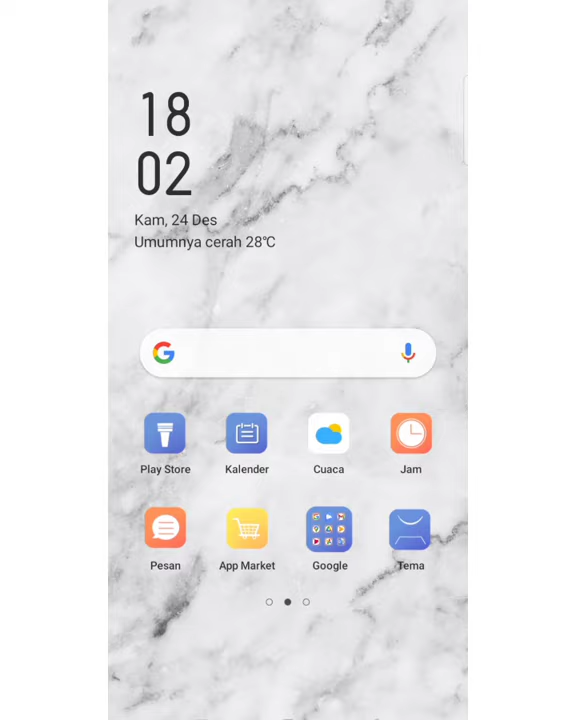 18
02
Kam, 24 Des
Umumnya cerah 28°C
Play Store Kalender Cuaca Jam
Pesan App Market Google Tema